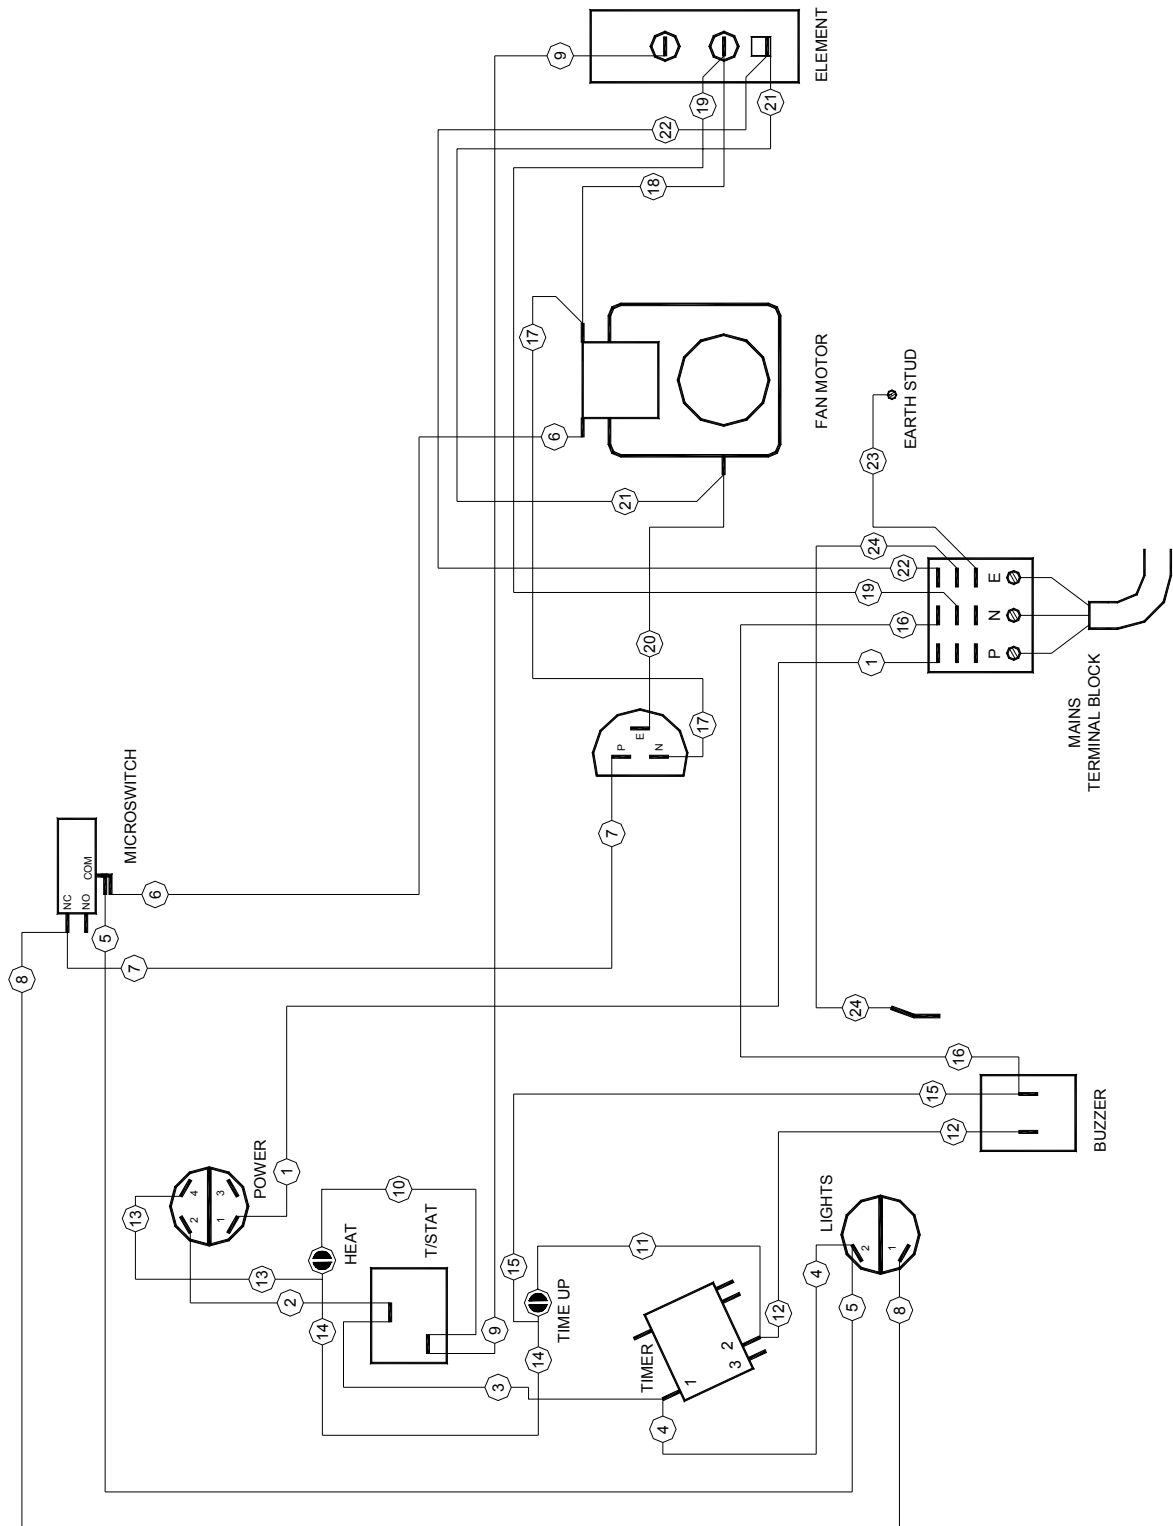 8
NC
NO
COM
5
7
6
MICROSWITCH
13
2
4
1
3
POWER
13
2
1
14
HEAT
10
T/STAT
3
9
15
14
TIME UP
11
TIMER
1
2
3
4
12
4
LIGHTS
2
1
5
8
15
16
12
BUZZER
24
7
P
E
N
17
20
21
6
17
FAN MOTOR
18
22
19
21
9
ELEMENT
1
16
19
22
24
23
EARTH STUD
P
N
E
MAINS
TERMINAL BLOCK